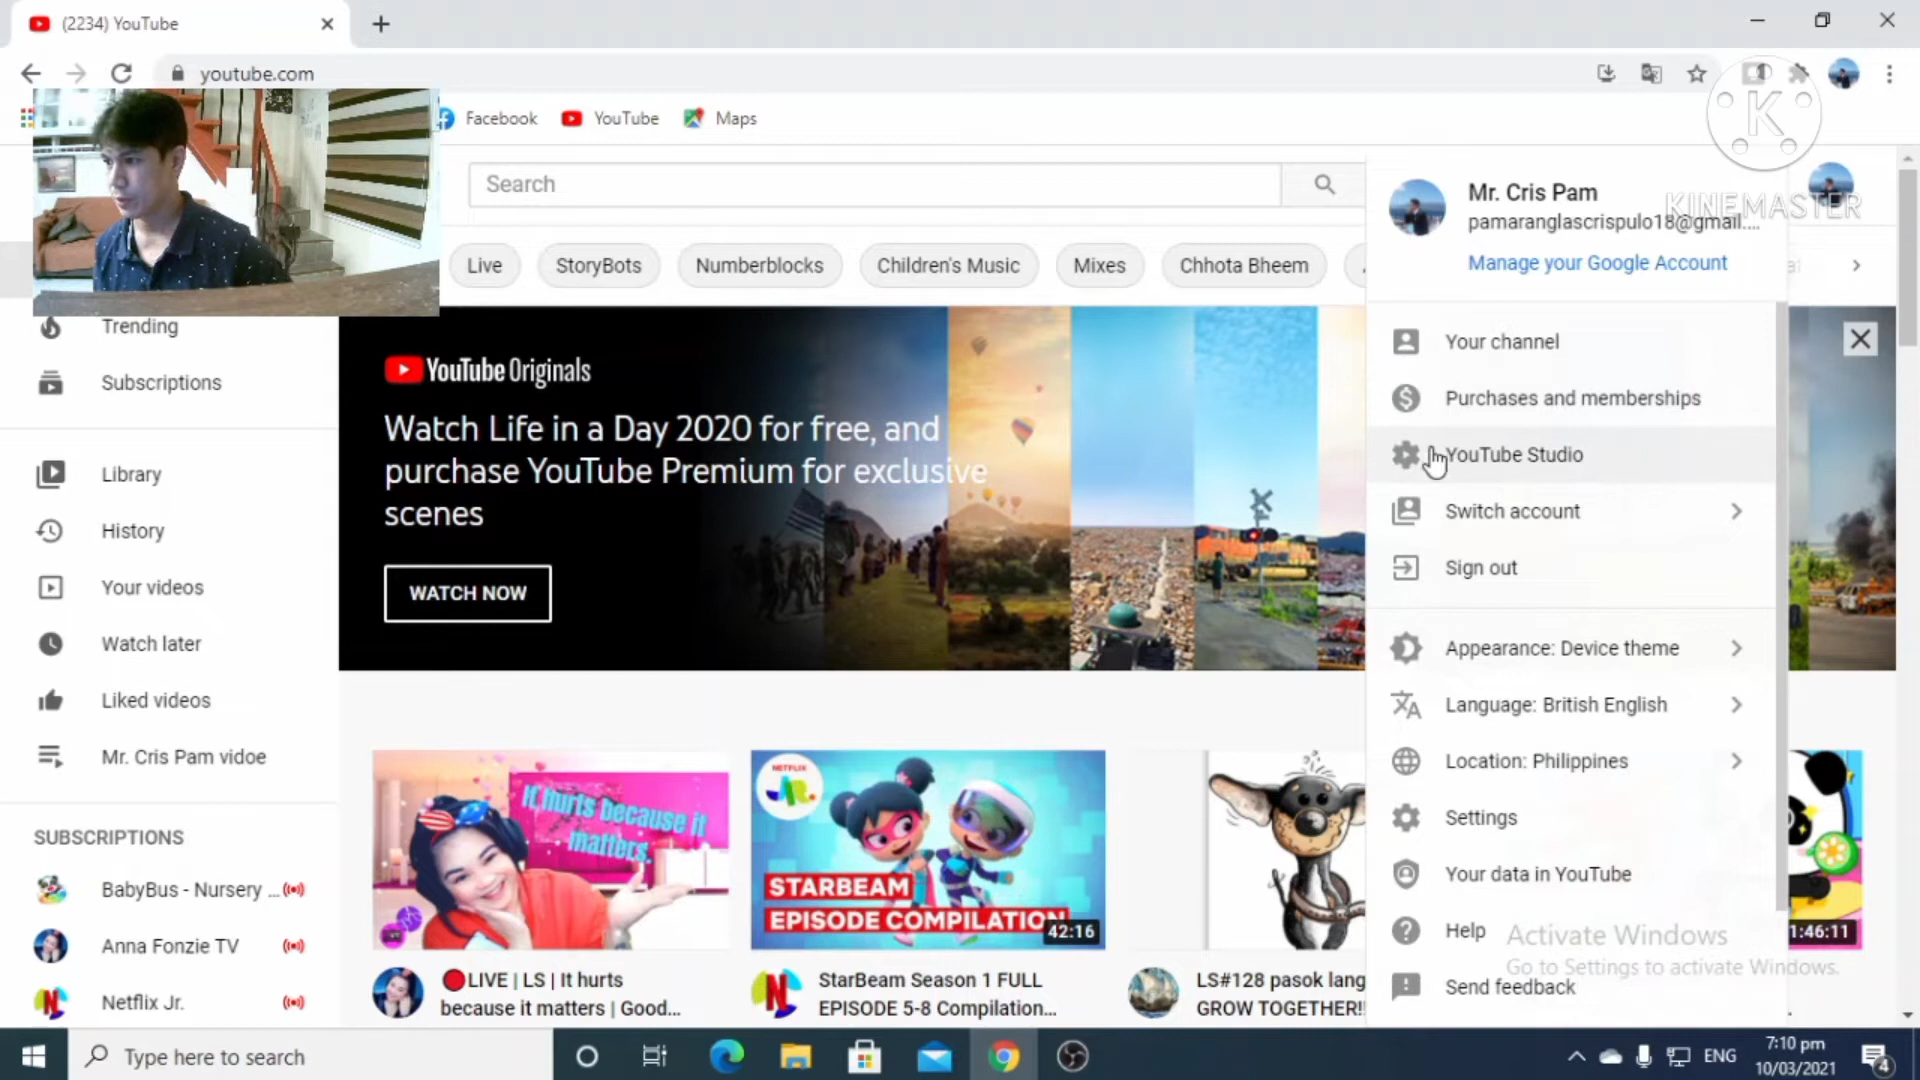 (2234) YouTube
youtube.com
Facebook
YouTube
Maps
K
KINEMASTER
Search
Mr. Cris Pam
pamaranglascrispulo18@gmail....
Manage your Google Account
Live
StoryBots
Numberblocks
Children's Music
Mixes
Chhota Bheem
Trending
Subscriptions
Library
History
Your videos
Watch later
Liked videos
Mr. Cris Pam vidoe
SUBSCRIPTIONS
BabyBus - Nursery ...
Anna Fonzie TV
Netflix Jr.
YouTube Originals
Watch Life in a Day 2020 for free, and
purchase YouTube Premium for exclusive
scenes
WATCH NOW
Your channel
Purchases and memberships
YouTube Studio
Switch account
Sign out
Appearance: Device theme
Language: British English
Location: Philippines
Settings
Your data in YouTube
Help
Send feedback
It hurts because it
matters.
NETFLIX
JR.
STARBEAM
EPISODE COMPILATION
42:16
1:46:11
LIVE | LS | It hurts
because it matters | Good...
StarBeam Season 1 FULL
EPISODE 5-8 Compilation...
LS#128 pasok lang
GROW TOGETHER!!
Activate Windows
Go to Settings to activate Windows.
Type here to search
ENG
7:10 pm
10/03/2021
4